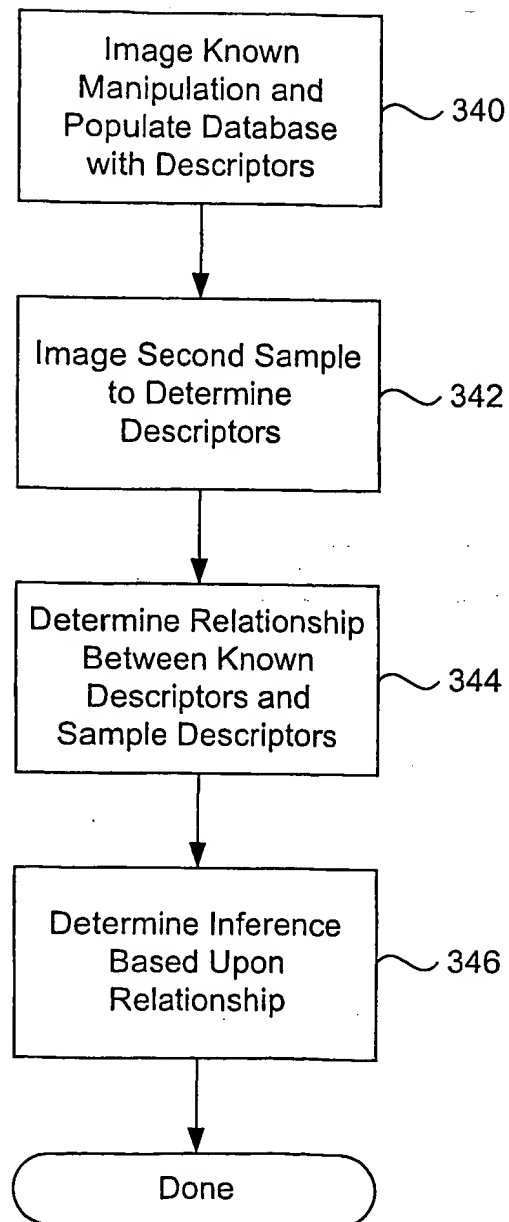 Image Known
Manipulation and
Populate Database
with Descriptors
340
Image Second Sample
to Determine
Descriptors
342
Determine Relationship
Between Known
Descriptors and
Sample Descriptors
344
Determine Inference
Based Upon
Relationship
346
Done